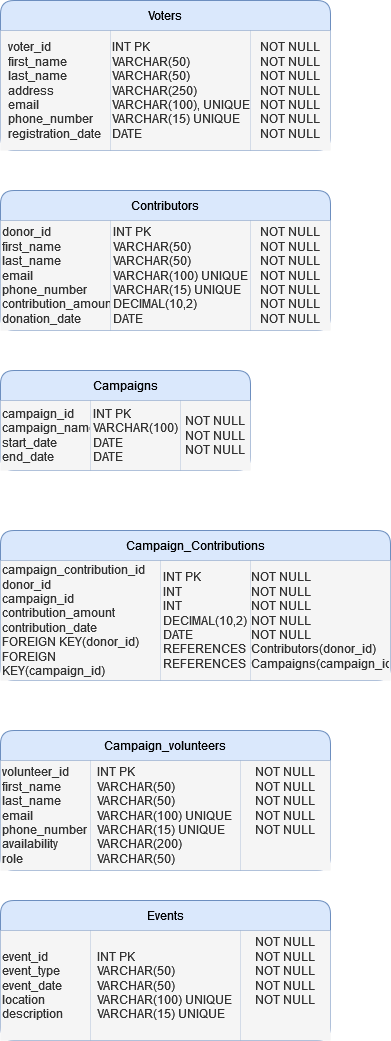 Voters
voter_id INT PK NOT NULL
first_name VARCHAR(50) NOT NULL
last_name VARCHAR(50) NOT NULL
address VARCHAR(250) NOT NULL
email VARCHAR(100), UNIQUE NOT NULL
phone_number VARCHAR(15) UNIQUE NOT NULL
registration_date DATE NOT NULL
Contributors
donor_id INT PK NOT NULL
first_name VARCHAR(50) NOT NULL
last_name VARCHAR(50) NOT NULL
email VARCHAR(100) UNIQUE NOT NULL
phone_number VARCHAR(15) UNIQUE NOT NULL
contribution_amoun DECIMAL(10,2) NOT NULL
donation_date DATE NOT NULL
Campaigns
campaign_id INT PK NOT NULL
campaign_name VARCHAR(100) NOT NULL
start_date DATE NOT NULL
end_date DATE
Campaign_Contributions
campaign_contribution_id INT PK NOT NULL
donor_id INT NOT NULL
campaign_id INT NOT NULL
contribution_amount DECIMAL(10,2) NOT NULL
contribution_date DATE NOT NULL
FOREIGN KEY(donor_id) REFERENCES Contributors(donor_id)
FOREIGN REFERENCES Campaigns(campaign_id
KEY(campaign_id)
Campaign_volunteers
volunteer_id INT PK NOT NULL
first_name VARCHAR(50) NOT NULL
last_name VARCHAR(50) NOT NULL
email VARCHAR(100) UNIQUE NOT NULL
phone_number VARCHAR(15) UNIQUE NOT NULL
availability VARCHAR(200)
role VARCHAR(50)
Events
NOT NULL
event_id INT PK NOT NULL
event_type VARCHAR(50) NOT NULL
event_date VARCHAR(50) NOT NULL
location VARCHAR(100) UNIQUE NOT NULL
description VARCHAR(15) UNIQUE